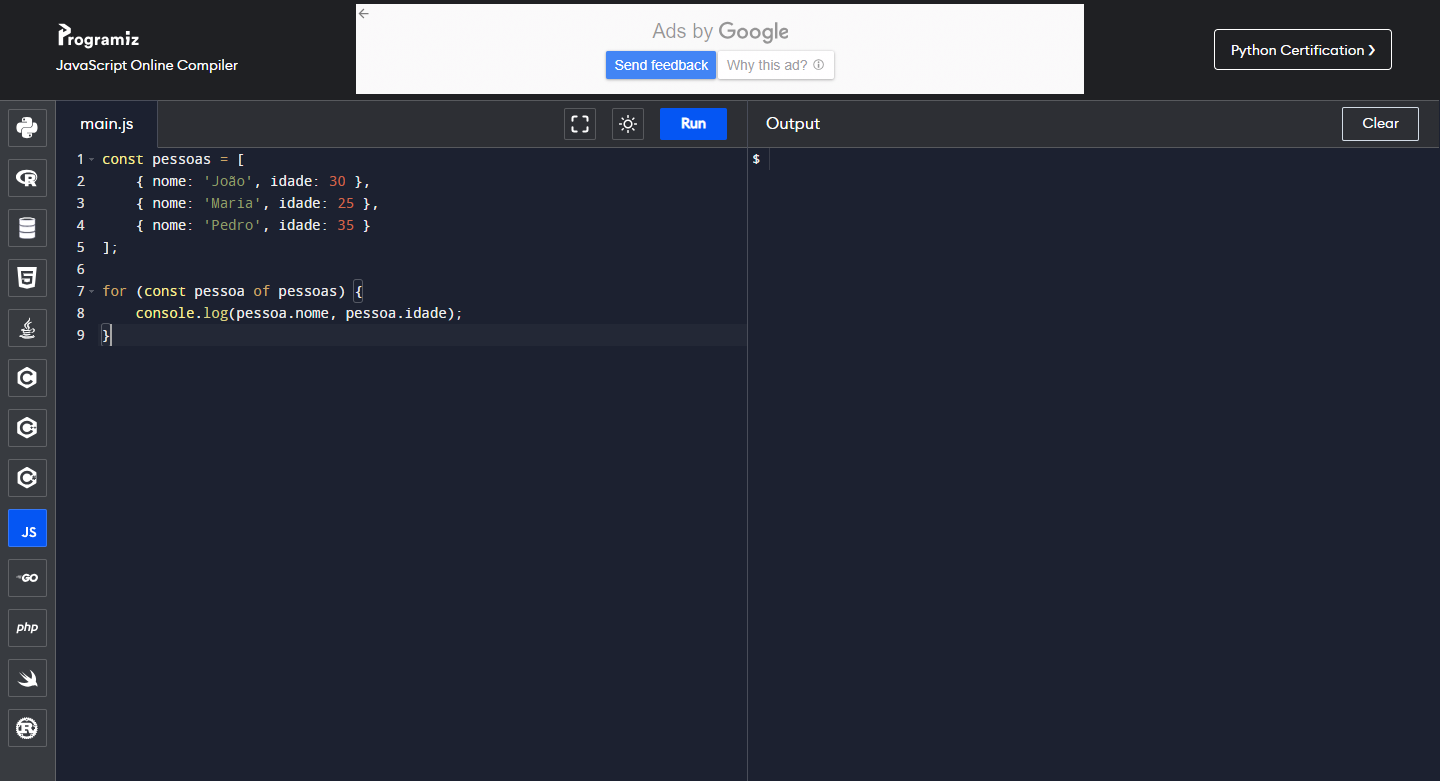 Programiz
JavaScript Online Compiler
Ads by Google
Send feedback
Why this ad?
Python Certification ❯
main.js
Run
Output
Clear
1 const pessoas = [
2     { nome: 'João', idade: 30 },
3     { nome: 'Maria', idade: 25 },
4     { nome: 'Pedro', idade: 35 }
5 ];
6
7 for (const pessoa of pessoas) {
8     console.log(pessoa.nome, pessoa.idade);
9 }
$
R
5
C
C
C
JS
GO
php
R